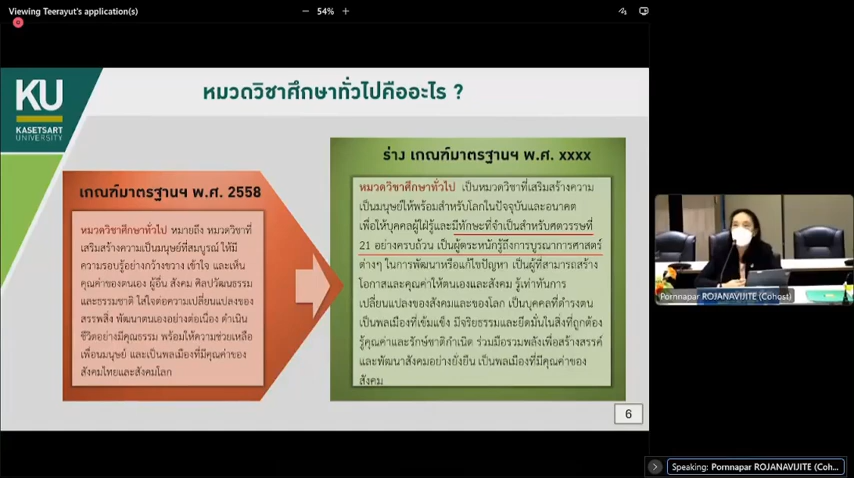 Viewing Teerayut's application(s)
54%
KU
KASETSART
UNIVERSITY
หมวดวิชาศึกษาทั่วไปคืออะไร ?
เกณฑ์มาตรฐานฯ พ.ศ. 2558
หมวดวิชาศึกษาทั่วไป หมายถึง หมวดวิชาที่
เสริมสร้างความเป็นมนุษย์ที่สมบูรณ์ ให้มี
ความรอบรู้อย่างกว้างขวาง เข้าใจ และเห็น
คุณค่าของตนเอง ผู้อื่น สังคม ศิลปวัฒนธรรม
และธรรมชาติ ใส่ใจต่อความเปลี่ยนแปลงของ
สรรพสิ่ง พัฒนาตนเองอย่างต่อเนื่อง ดำเนิน
ชีวิตอย่างมีคุณธรรม พร้อมให้ความช่วยเหลือ
เพื่อนมนุษย์ และเป็นพลเมืองที่มีคุณค่าของ
สังคมไทยและสังคมโลก
ร่าง เกณฑ์มาตรฐานฯ พ.ศ. xxxx
หมวดวิชาศึกษาทั่วไป เป็นหมวดวิชาที่เสริมสร้างความ
เป็นมนุษย์ให้พร้อมสำหรับโลกในปัจจุบันและอนาคต
เพื่อให้บุคคลผู้ใฝ่รู้และมีทักษะที่จำเป็นสำหรับศตวรรษที่
21 อย่างครบถ้วน เป็นผู้ตระหนักรู้ถึงการบูรณาการศาสตร์
ต่างๆ ในการพัฒนาหรือแก้ไขปัญหา เป็นผู้ที่สามารถสร้าง
โอกาสและคุณค่าให้ตนเองและสังคม รู้เท่าทันการ
เปลี่ยนแปลงของสังคมและของโลก เป็นบุคคลที่ดำรงตน
เป็นพลเมืองที่เข้มแข็ง มีจริยธรรมและยึดมั่นในสิ่งที่ถูกต้อง
รู้คุณค่าและรักษ์ชาติกำเนิด ร่วมมือรวมพลังเพื่อสร้างสรรค์
และพัฒนาสังคมอย่างยั่งยืน เป็นพลเมืองที่มีคุณค่าของ
สังคม
6
Pornnapar ROJANAVIJITE (Cohost)
Speaking: Pornnapar ROJANAVIJITE (Coh...